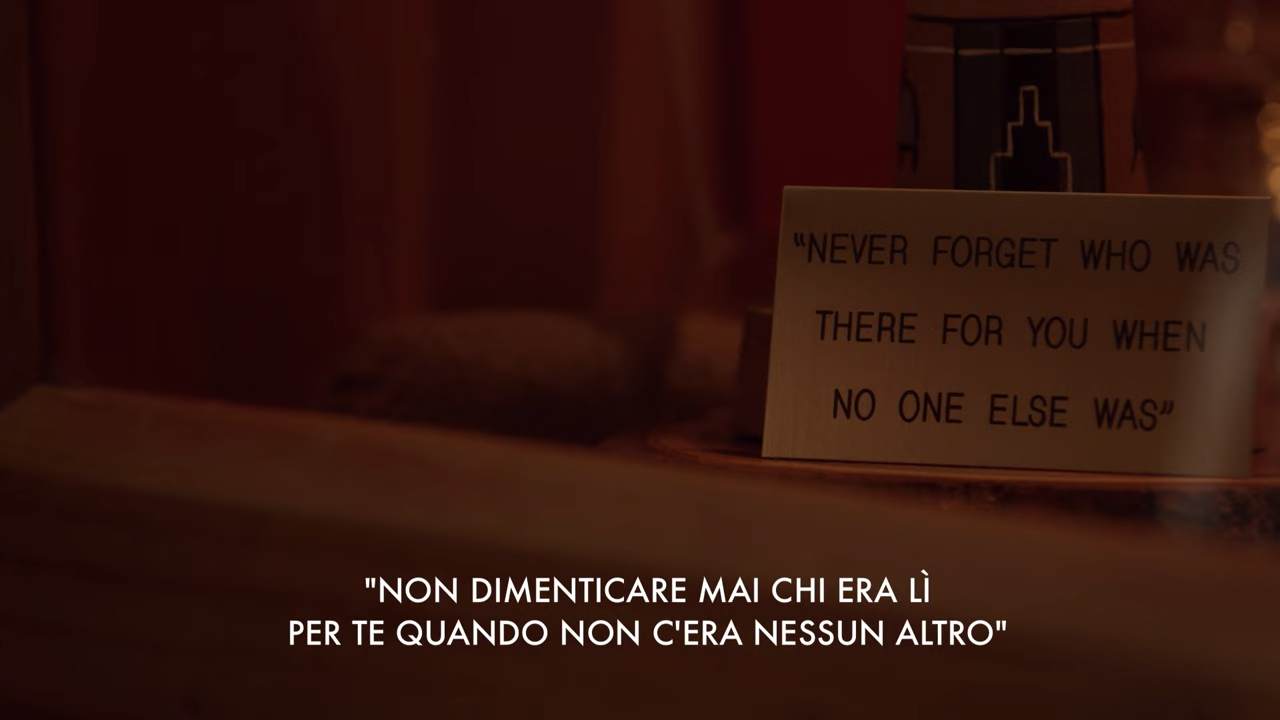 “NEVER FORGET WHO WAS
THERE FOR YOU WHEN
NO ONE ELSE WAS”
"NON DIMENTICARE MAI CHI ERA LÌ
PER TE QUANDO NON C'ERA NESSUN ALTRO"